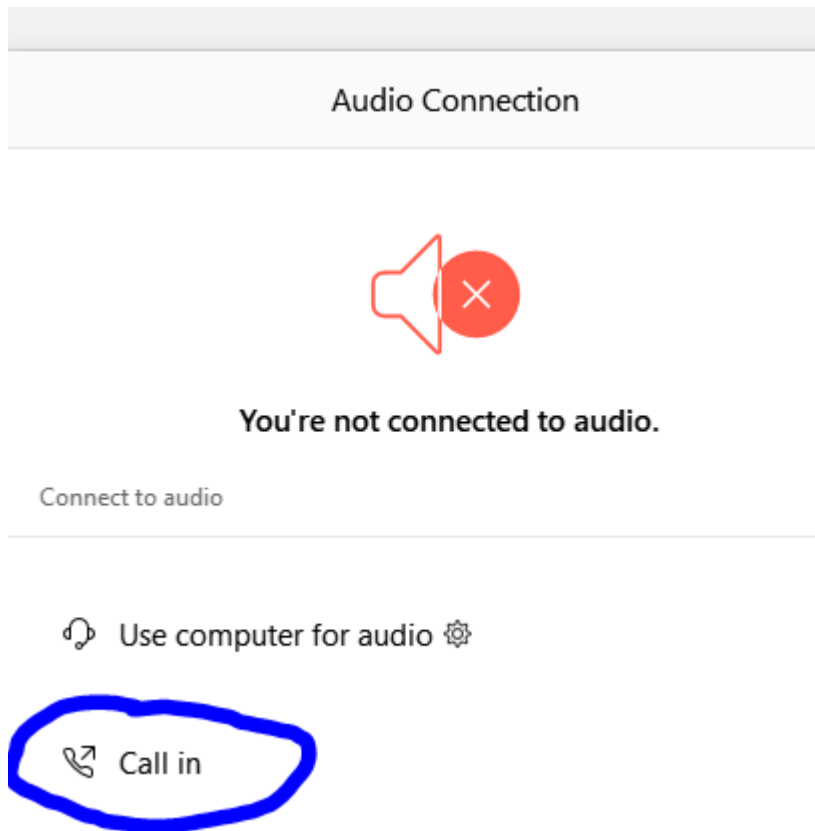 Audio Connection
You're not connected to audio.
Connect to audio
Use computer for audio
Call in